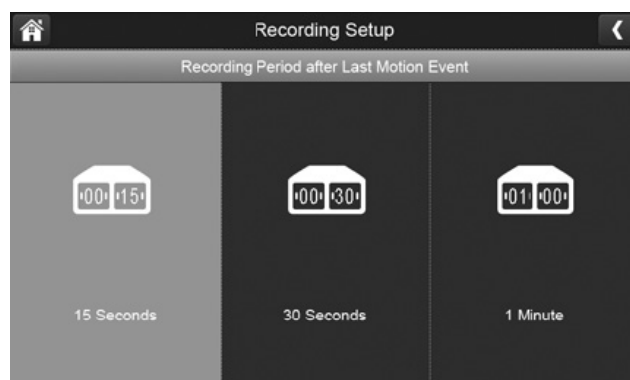 Recording Setup
Recording Period after Last Motion Event
00 15
00 30
01 00
15 Seconds
30 Seconds
1 Minute